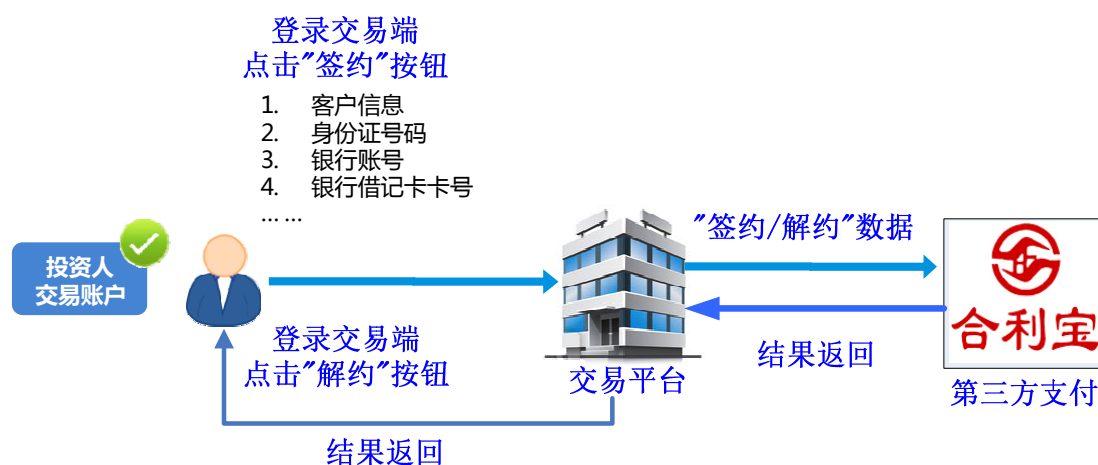 登录交易端
点击"签约"按钮
1. 客户信息
2. 身份证号码
3. 银行账号
4. 银行借记卡卡号
... ...
投资人
交易账户
登录交易端
点击"解约"按钮
结果返回
交易平台
"签约/解约"数据
结果返回
合利宝
第三方支付